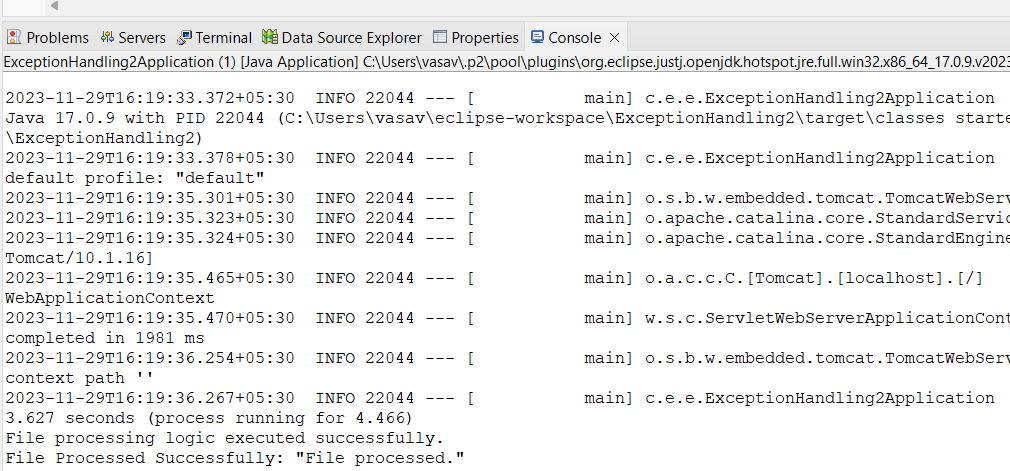 Problems Servers Terminal Data Source Explorer Properties Console
ExceptionHandling2Application (1) [Java Application] C:\Users\vasav\.p2\pool\plugins\org.eclipse.justj.openjdk.hotspot.jre.full.win32.x86_64_17.0.9.v2023
2023-11-29T16:19:33.372+05:30  INFO 22044 --- [           main] c.e.e.ExceptionHandling2Application
Java 17.0.9 with PID 22044 (C:\Users\vasav\eclipse-workspace\ExceptionHandling2\target\classes starte
\ExceptionHandling2)
2023-11-29T16:19:33.378+05:30  INFO 22044 --- [           main] c.e.e.ExceptionHandling2Application
default profile: "default"
2023-11-29T16:19:35.301+05:30  INFO 22044 --- [           main] o.s.b.w.embedded.tomcat.TomcatWebServ
2023-11-29T16:19:35.323+05:30  INFO 22044 --- [           main] o.apache.catalina.core.StandardServic
2023-11-29T16:19:35.324+05:30  INFO 22044 --- [           main] o.apache.catalina.core.StandardEngine
Tomcat/10.1.16]
2023-11-29T16:19:35.465+05:30  INFO 22044 --- [           main] o.a.c.c.C.[Tomcat].[localhost].[/]
WebApplicationContext
2023-11-29T16:19:35.470+05:30  INFO 22044 --- [           main] w.s.c.ServletWebServerApplicationCont
completed in 1981 ms
2023-11-29T16:19:36.254+05:30  INFO 22044 --- [           main] o.s.b.w.embedded.tomcat.TomcatWebServ
context path ''
2023-11-29T16:19:36.267+05:30  INFO 22044 --- [           main] c.e.e.ExceptionHandling2Application
3.627 seconds (process running for 4.466)
File processing logic executed successfully.
File Processed Successfully: "File processed."